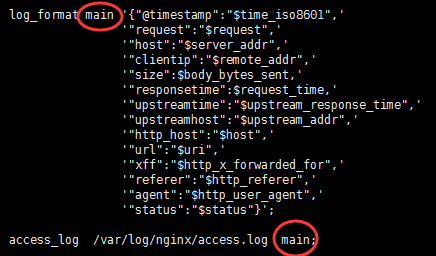 log_format main '{"@timestamp":"$time_iso8601",'
'"request":"$request",'
'"host":"$server_addr",'
'"clientip":"$remote_addr",'
'"size":$body_bytes_sent,'
'"responsetime":$request_time,'
'"upstreamtime":"$upstream_response_time",'
'"upstreamhost":"$upstream_addr",'
'"http_host":"$host",'
'"url":"$uri",'
'"xff":"$http_x_forwarded_for",'
'"referer":"$http_referer",'
'"agent":"$http_user_agent",'
'"status":"$status"}';
access_log /var/log/nginx/access.log main;